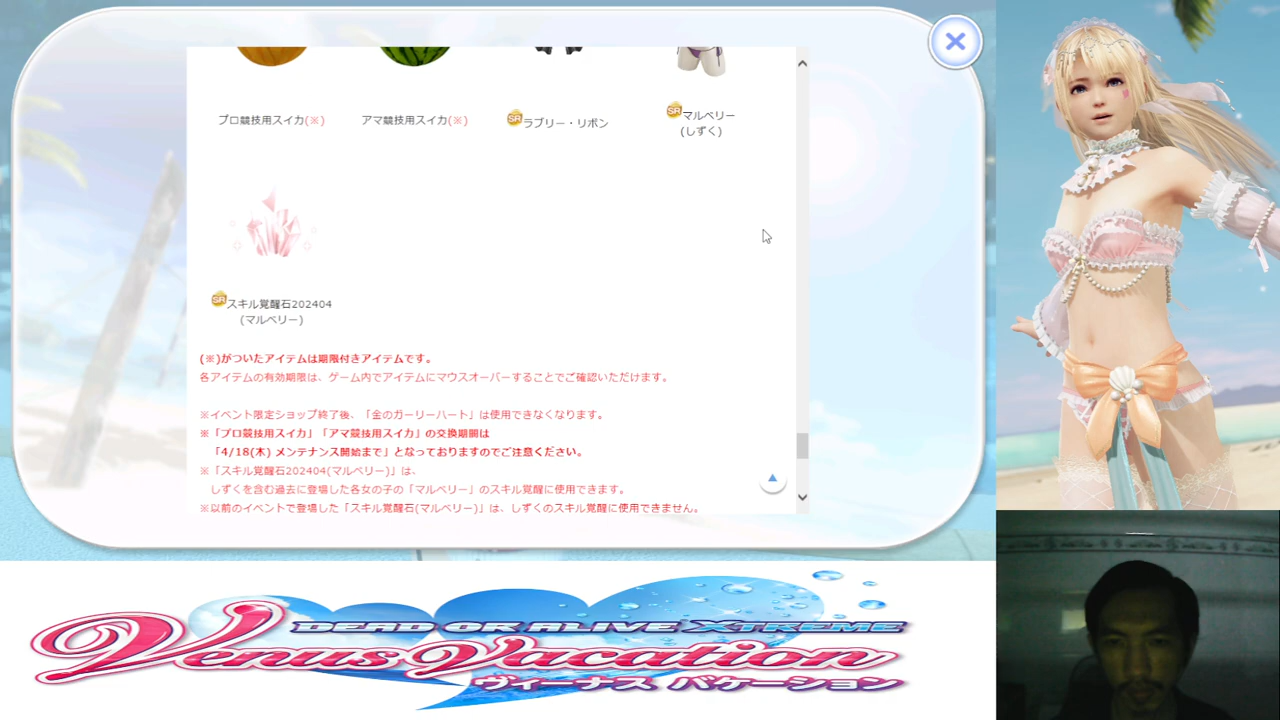 プロ競技用スイカ(※)
アマ競技用スイカ(※)
SRラブリー・リボン
SRマルベリー
(しずく)
SRスキル覚醒石202404
(マルベリー)
(※)がついたアイテムは期限付きアイテムです。
各アイテムの有効期限は、ゲーム内でアイテムにマウスオーバーすることでご確認いただけます。
※イベント限定ショップ終了後、「金のガーリーハート」は使用できなくなります。
※「プロ競技用スイカ」「アマ競技用スイカ」の交換期間は
「4/18(木) メンテナンス開始まで」となっておりますのでご注意ください。
※「スキル覚醒石202404(マルベリー)」は、
しずくを含む過去に登場した各女の子の「マルベリー」のスキル覚醒に使用できます。
※以前のイベントで登場した「スキル覚醒石(マルベリー)」は、しずくのスキル覚醒に使用できません。
DEAD OR ALIVE XTREME
Venus Vacation
ヴィーナス バケーション